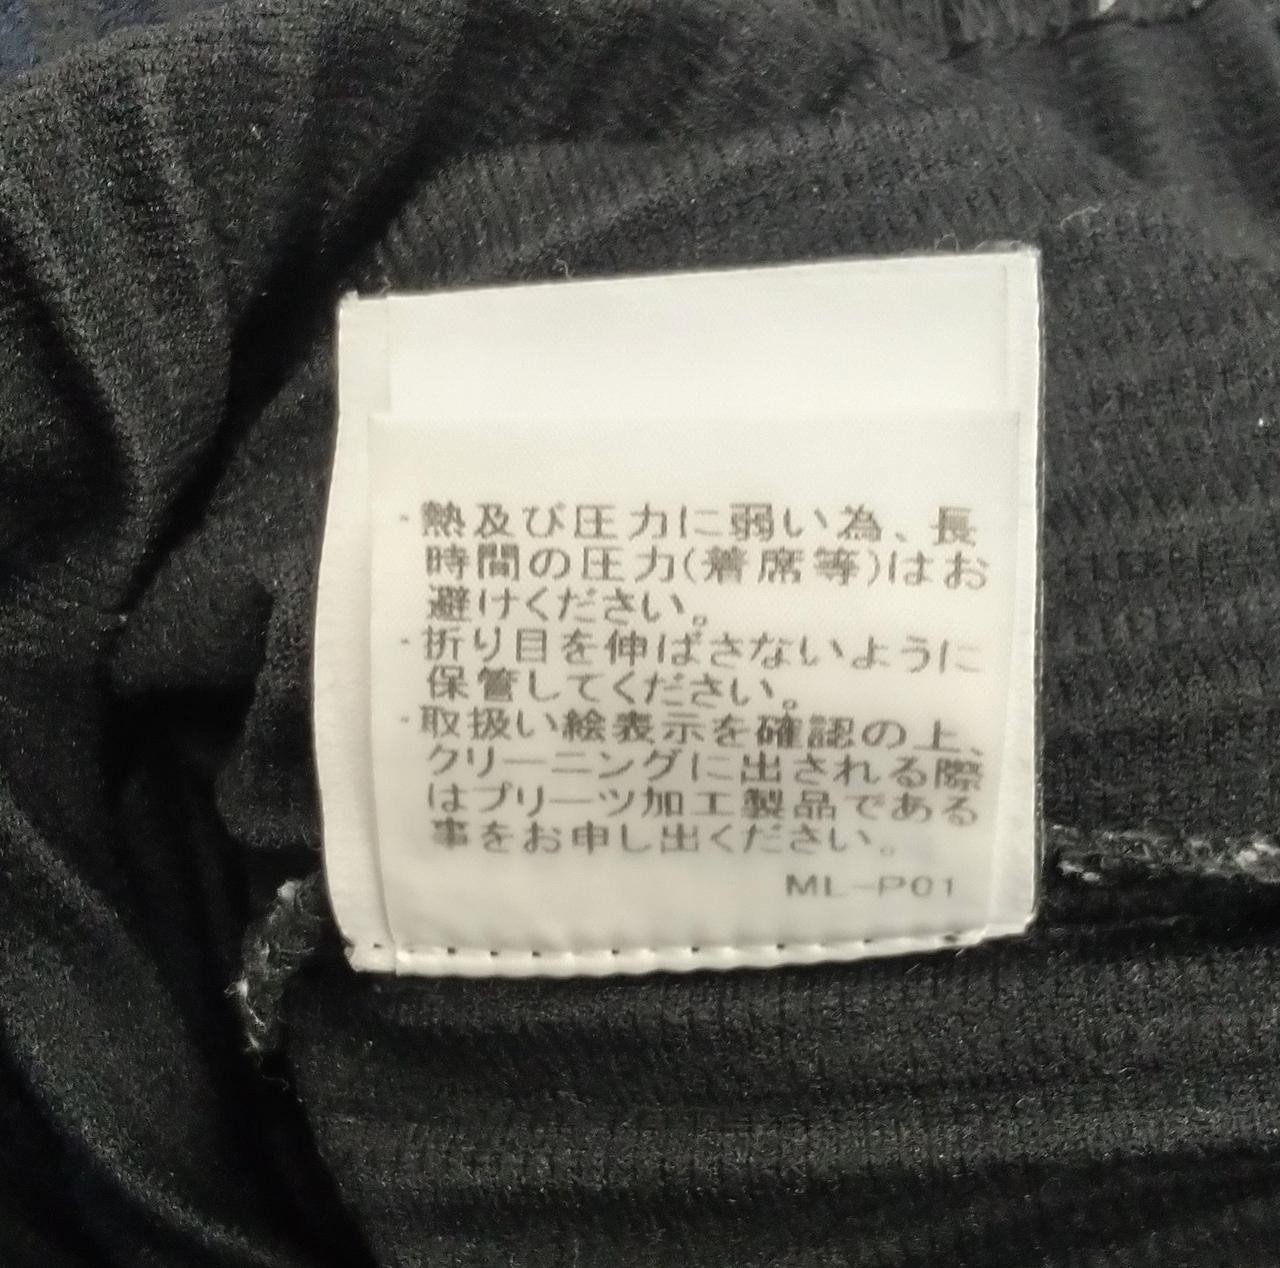 ・熱及び圧力に弱い為、長
時間の圧力(着席等)はお
避けください。
・折り目を伸ばさないように
保管してください。
・取扱い絵表示を確認の上、
クリーニングに出される際
はプリーツ加工製品である
事をお申し出ください。
ML-P01